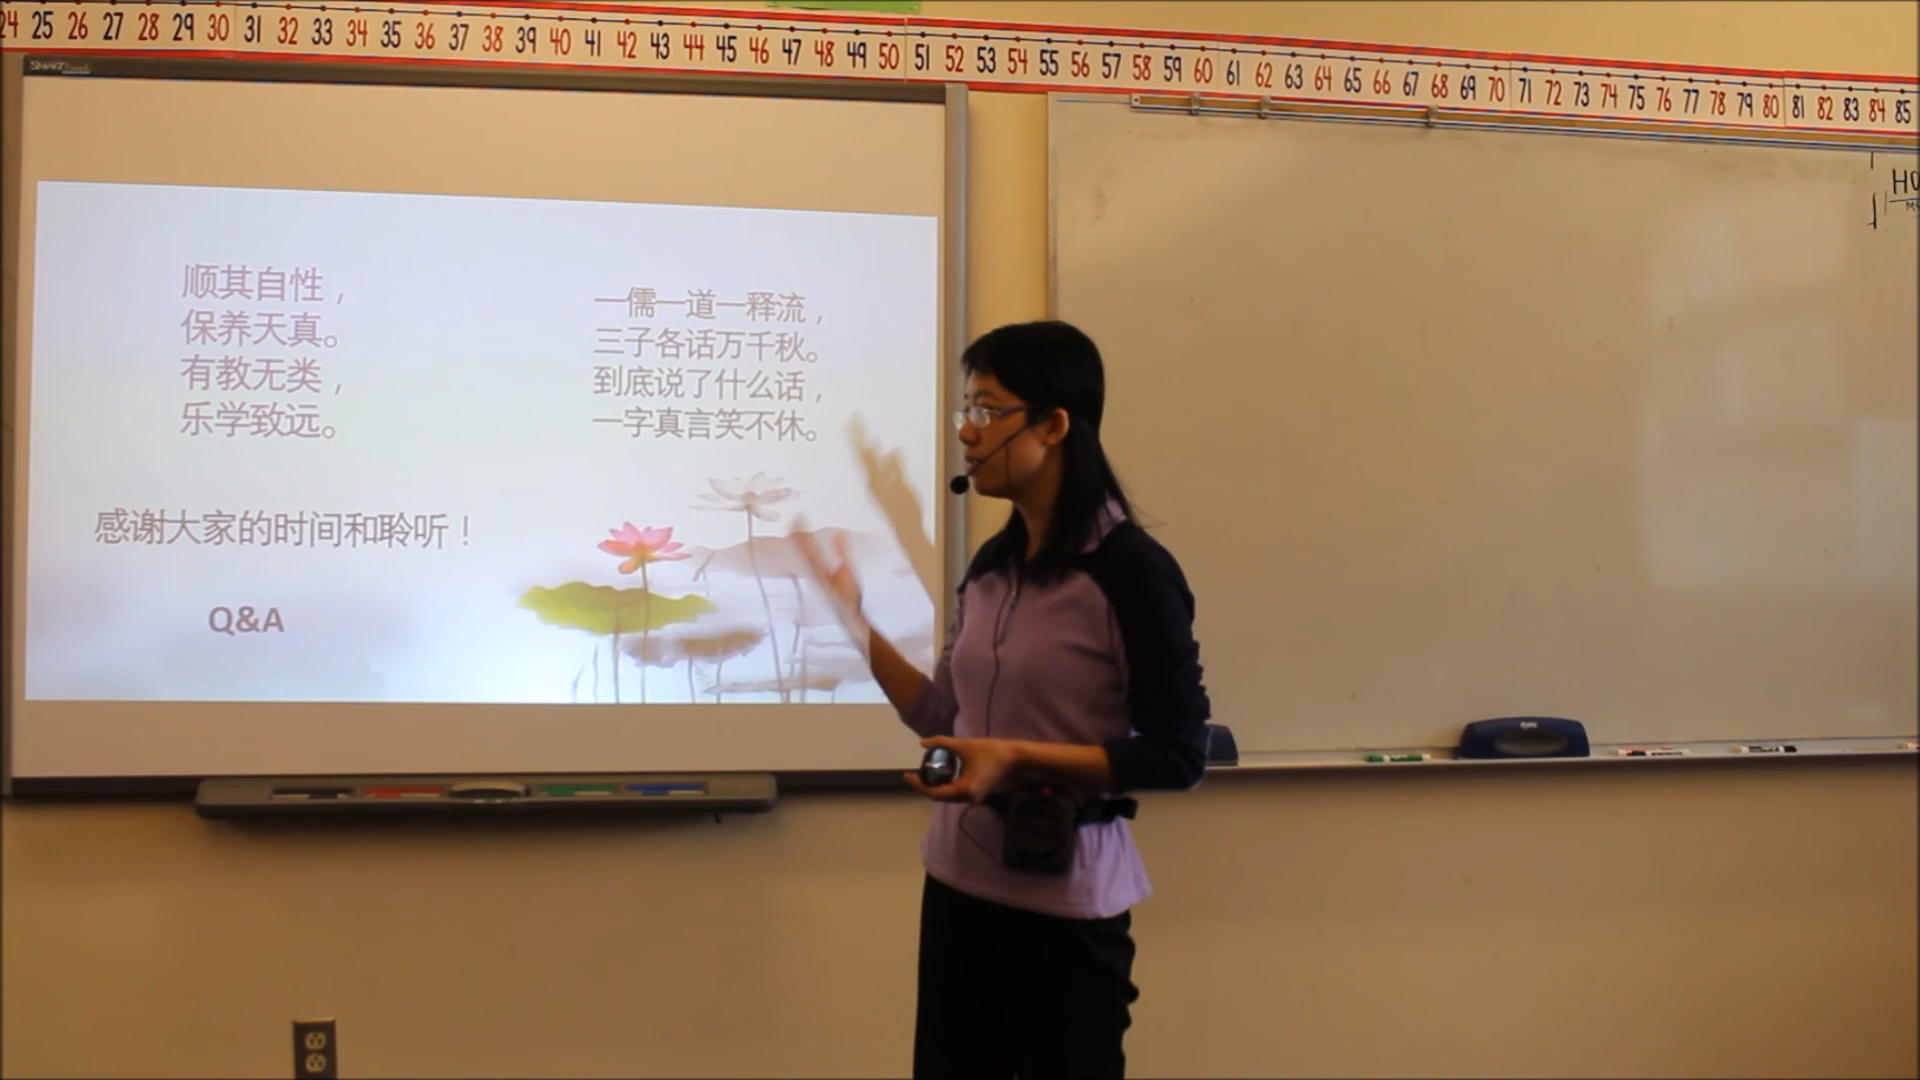 24 25 26 27 28 29 30 31 32 33 34 35 36 37 38 39 40 41 42 43 44 45 46 47 48 49 50 51 52 53 54 55 56 57 58 59 60 61 62 63 64 65 66 67 68 69 70 71 72 73 74 75 76 77 78 79 80 81 82 83 84 85
SMART
顺其自性，
保养天真。
有教无类，
乐学致远。
一儒一道一释流，
三子各话万千秋。
到底说了什么话，
一字真言笑不休。
感谢大家的时间和聆听！
Q&A